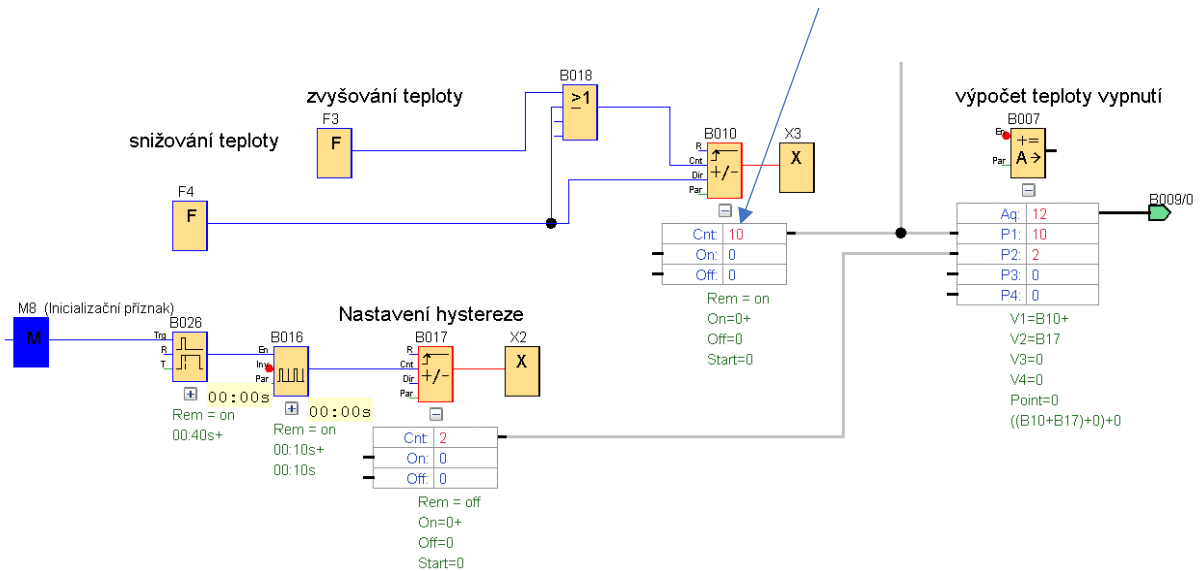 B018
≥1
zvyšování teploty
F3
F
snižování teploty
F4
F
B010
R
Cnt
Dir
Par
+/-
X3
X
Cnt: 10
On: 0
Off: 0
Rem = on
On=0+
Off=0
Start=0
výpočet teploty vypnutí
B007
En
Par
+=
A→
B009/0
Aq: 12
P1: 10
P2: 2
P3: 0
P4: 0
V1=B10+
V2=B17
V3=0
V4=0
Point=0
((B10+B17)+0)+0
M8 (Inicializační příznak)
M
B026
Trg
R
T
00:00s
Rem = on
00:40s+
B016
En
Inv
Par
00:00s
Rem = on
00:10s+
00:10s
Nastavení hystereze
B017
R
Cnt
Dir
Par
+/-
X2
X
Cnt: 2
On: 0
Off: 0
Rem = off
On=0+
Off=0
Start=0